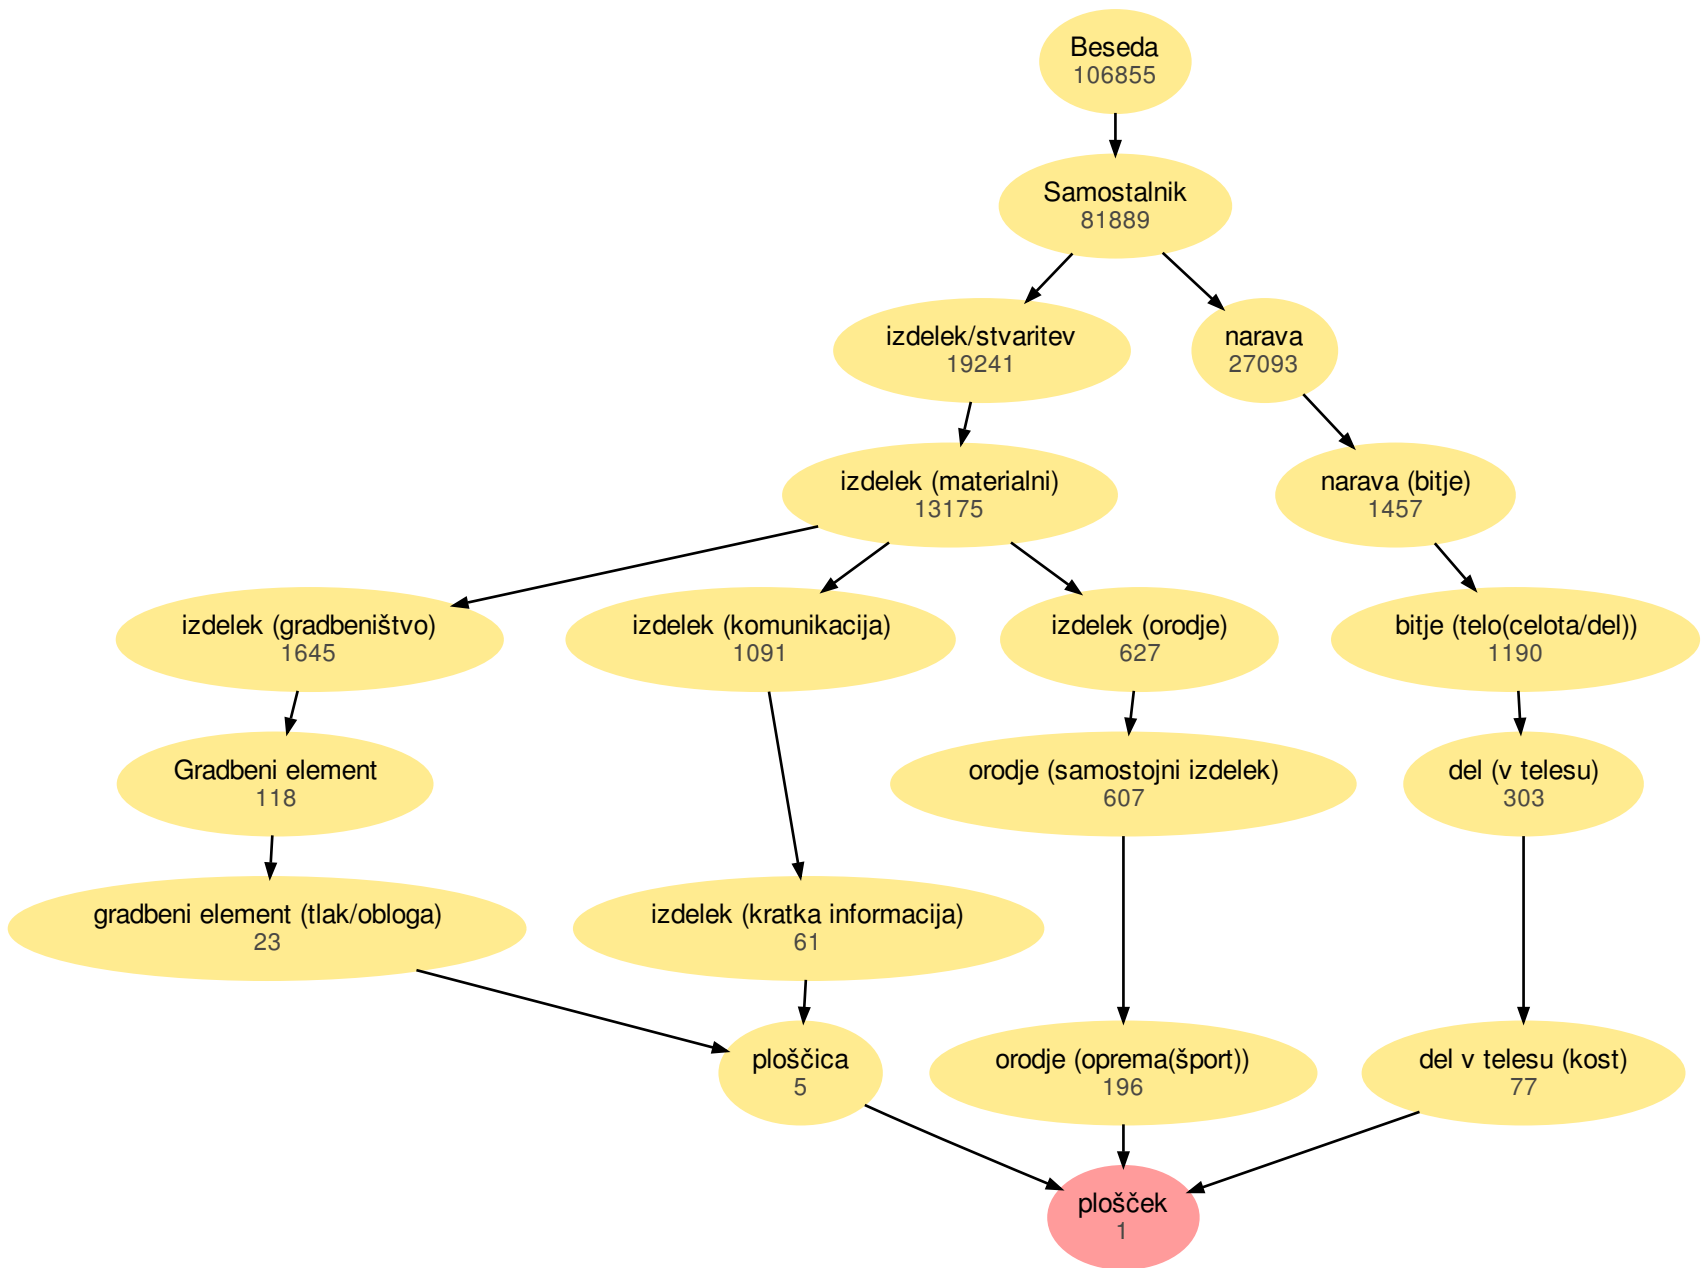 Beseda
106855
Samostalnik
81889
izdelek/stvaritev
19241
narava
27093
izdelek (materialni)
13175
narava (bitje)
1457
izdelek (gradbeništvo)
1645
izdelek (komunikacija)
1091
izdelek (orodje)
627
bitje (telo(celota/del))
1190
Gradbeni element
118
orodje (samostojni izdelek)
607
del (v telesu)
303
gradbeni element (tlak/obloga)
23
izdelek (kratka informacija)
61
ploščica
5
orodje (oprema(šport))
196
del v telesu (kost)
77
plošček
1